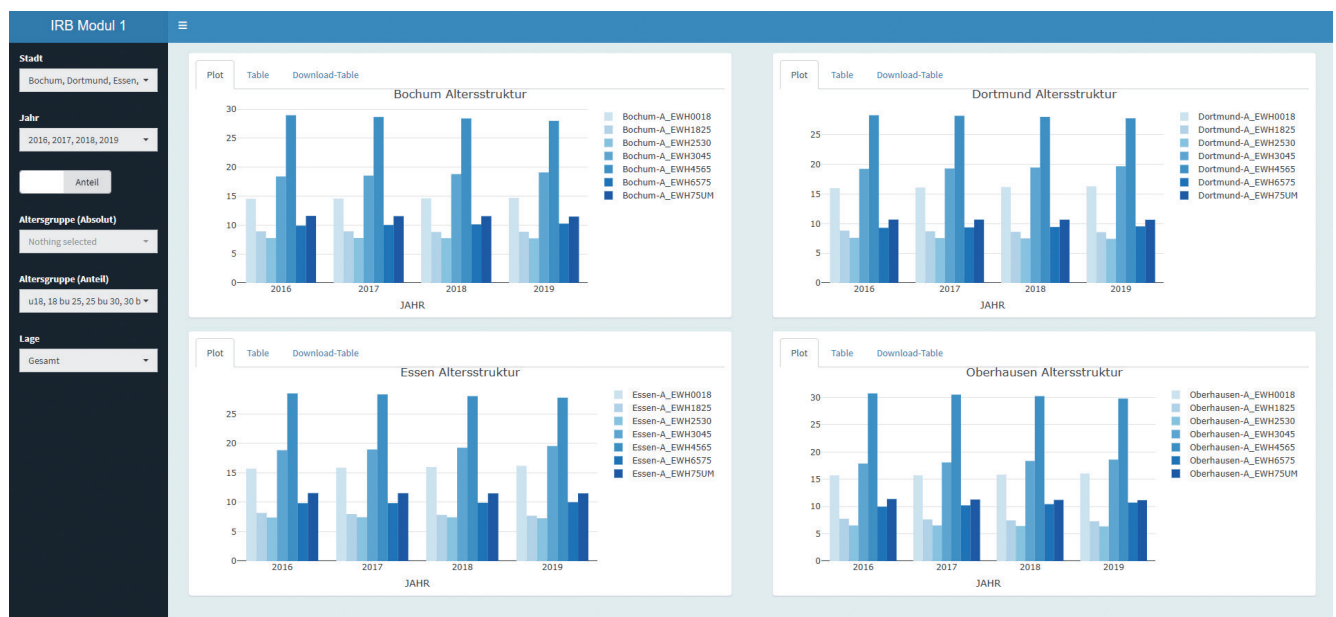 IRB Modul 1
Stadt
Bochum, Dortmund, Essen,
Jahr
2016, 2017, 2018, 2019
Anteil
Altersgruppe (Absolut)
Nothing selected
Altersgruppe (Anteil)
u18, 18 bu 25, 25 bu 30, 30 b
Lage
Gesamt
Plot Table Download-Table
Bochum Altersstruktur
30
25
20
15
10
5
0
2016 2017 2018 2019
JAHR
Bochum-A_EWH0018
Bochum-A_EWH1825
Bochum-A_EWH2530
Bochum-A_EWH3045
Bochum-A_EWH4565
Bochum-A_EWH6575
Bochum-A_EWH75UM
Plot Table Download-Table
Dortmund Altersstruktur
25
20
15
10
5
0
2016 2017 2018 2019
JAHR
Dortmund-A_EWH0018
Dortmund-A_EWH1825
Dortmund-A_EWH2530
Dortmund-A_EWH3045
Dortmund-A_EWH4565
Dortmund-A_EWH6575
Dortmund-A_EWH75UM
Plot Table Download-Table
Essen Altersstruktur
25
20
15
10
5
0
2016 2017 2018 2019
JAHR
Essen-A_EWH0018
Essen-A_EWH1825
Essen-A_EWH2530
Essen-A_EWH3045
Essen-A_EWH4565
Essen-A_EWH6575
Essen-A_EWH75UM
Plot Table Download-Table
Oberhausen Altersstruktur
30
25
20
15
10
5
0
2016 2017 2018 2019
JAHR
Oberhausen-A_EWH0018
Oberhausen-A_EWH1825
Oberhausen-A_EWH2530
Oberhausen-A_EWH3045
Oberhausen-A_EWH4565
Oberhausen-A_EWH6575
Oberhausen-A_EWH75UM